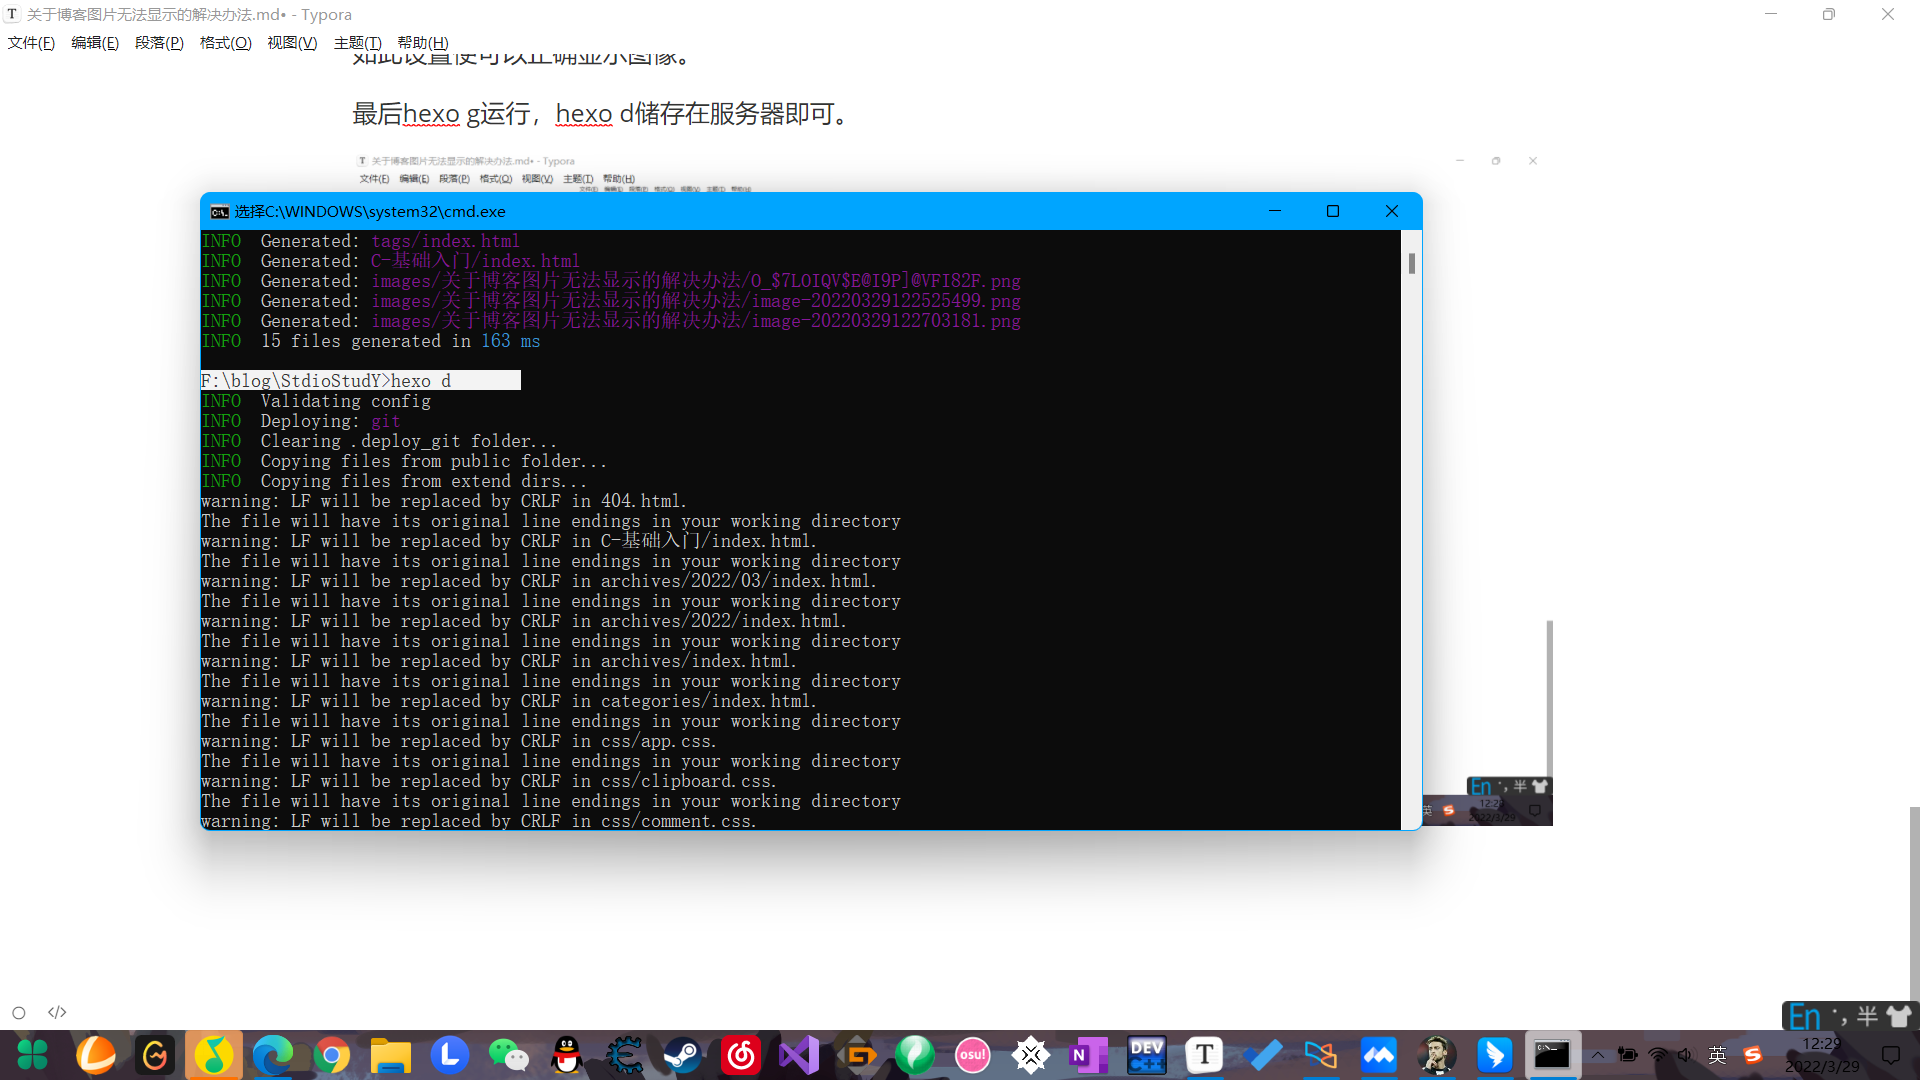 关于博客图片无法显示的解决办法.md• - Typora
文件(F) 编辑(E) 段落(P) 格式(O) 视图(V) 主题(T) 帮助(H)
如此设置便可以正确显示图像。
最后hexo g运行，hexo d储存在服务器即可。
关于博客图片无法显示的解决办法.md• - Typora
文件(F) 编辑(E) 段落(P) 格式(O) 视图(V) 主题(T) 帮助(H)
文件(F) 编辑(E) 段落(P) 格式(O) 视图(V) 主题(T) 帮助(H)
选择C:\WINDOWS\system32\cmd.exe
INFO  Generated: tags/index.html
INFO  Generated: C-基础入门/index.html
INFO  Generated: images/关于博客图片无法显示的解决办法/O_$7LOIQV$E@I9P]@VFI82F.png
INFO  Generated: images/关于博客图片无法显示的解决办法/image-20220329122525499.png
INFO  Generated: images/关于博客图片无法显示的解决办法/image-20220329122703181.png
INFO  15 files generated in 163 ms
F:\blog\StdioStudY>hexo d
INFO  Validating config
INFO  Deploying: git
INFO  Clearing .deploy_git folder...
INFO  Copying files from public folder...
INFO  Copying files from extend dirs...
warning: LF will be replaced by CRLF in 404.html.
The file will have its original line endings in your working directory
warning: LF will be replaced by CRLF in C-基础入门/index.html.
The file will have its original line endings in your working directory
warning: LF will be replaced by CRLF in archives/2022/03/index.html.
The file will have its original line endings in your working directory
warning: LF will be replaced by CRLF in archives/2022/index.html.
The file will have its original line endings in your working directory
warning: LF will be replaced by CRLF in archives/index.html.
The file will have its original line endings in your working directory
warning: LF will be replaced by CRLF in categories/index.html.
The file will have its original line endings in your working directory
warning: LF will be replaced by CRLF in css/app.css.
The file will have its original line endings in your working directory
warning: LF will be replaced by CRLF in css/clipboard.css.
The file will have its original line endings in your working directory
warning: LF will be replaced by CRLF in css/comment.css.
En 半
英 2022/3/29
</>
En 半
osu! N DEV C++ T 英 12:29
2022/3/29